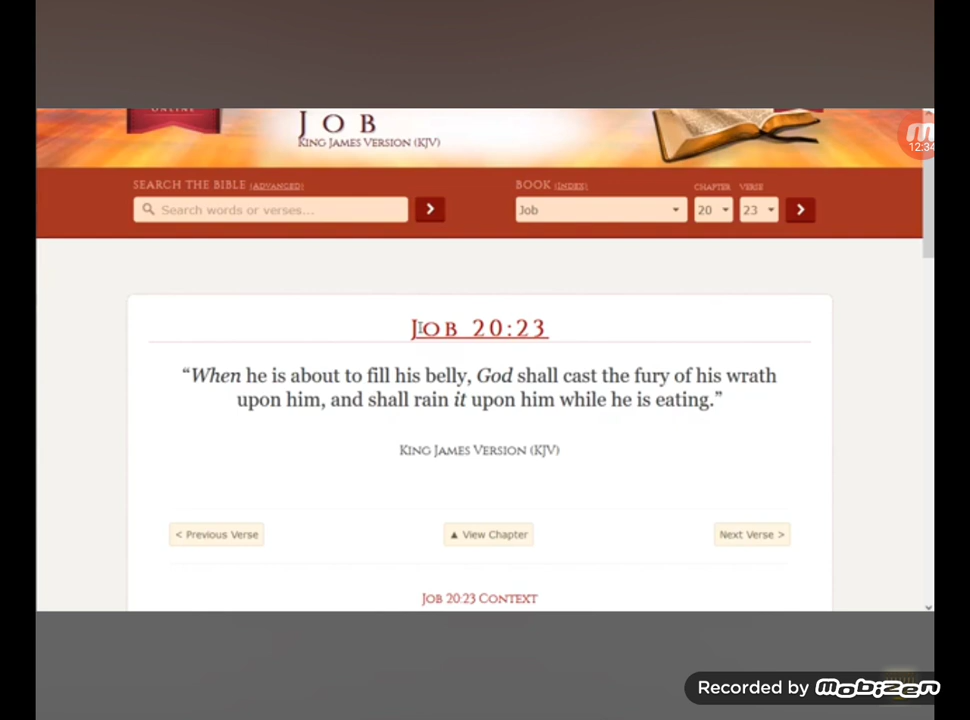 ONLINE
JOB
KING JAMES VERSION (KJV)
12:34
SEARCH THE BIBLE (ADVANCED)
BOOK (INDEX)
CHAPTER VERSE
Search words or verses...
Job
20
23
JOB 20:23
“When he is about to fill his belly, God shall cast the fury of his wrath
upon him, and shall rain it upon him while he is eating.”
KING JAMES VERSION (KJV)
< Previous Verse
▲ View Chapter
Next Verse >
JOB 20:23 CONTEXT
Recorded by mobizen